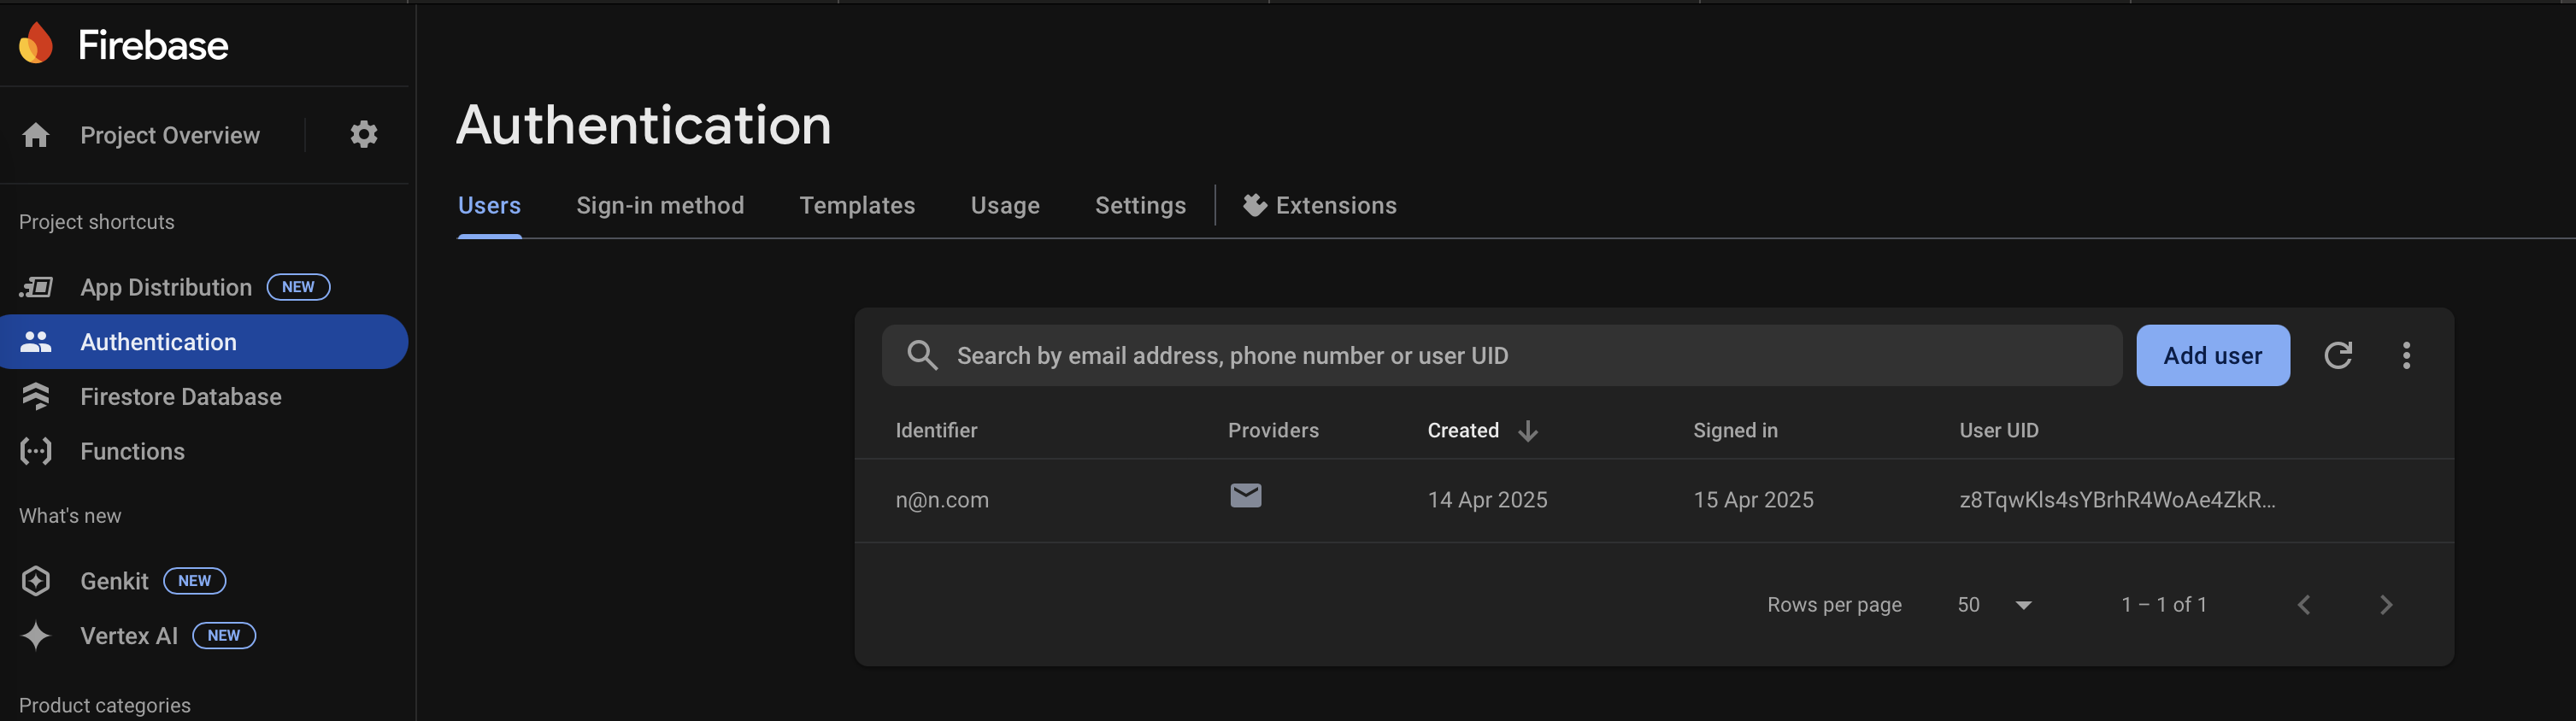 Firebase
Project Overview
Project shortcuts
App Distribution NEW
Authentication
Firestore Database
Functions
What's new
Genkit NEW
Vertex AI NEW
Product categories
Authentication
Users Sign-in method Templates Usage Settings Extensions
Search by email address, phone number or user UID Add user
Identifier Providers Created Signed in User UID
n@n.com 14 Apr 2025 15 Apr 2025 z8TqwKls4sYBrhR4WoAe4ZkR...
Rows per page 50 1 – 1 of 1